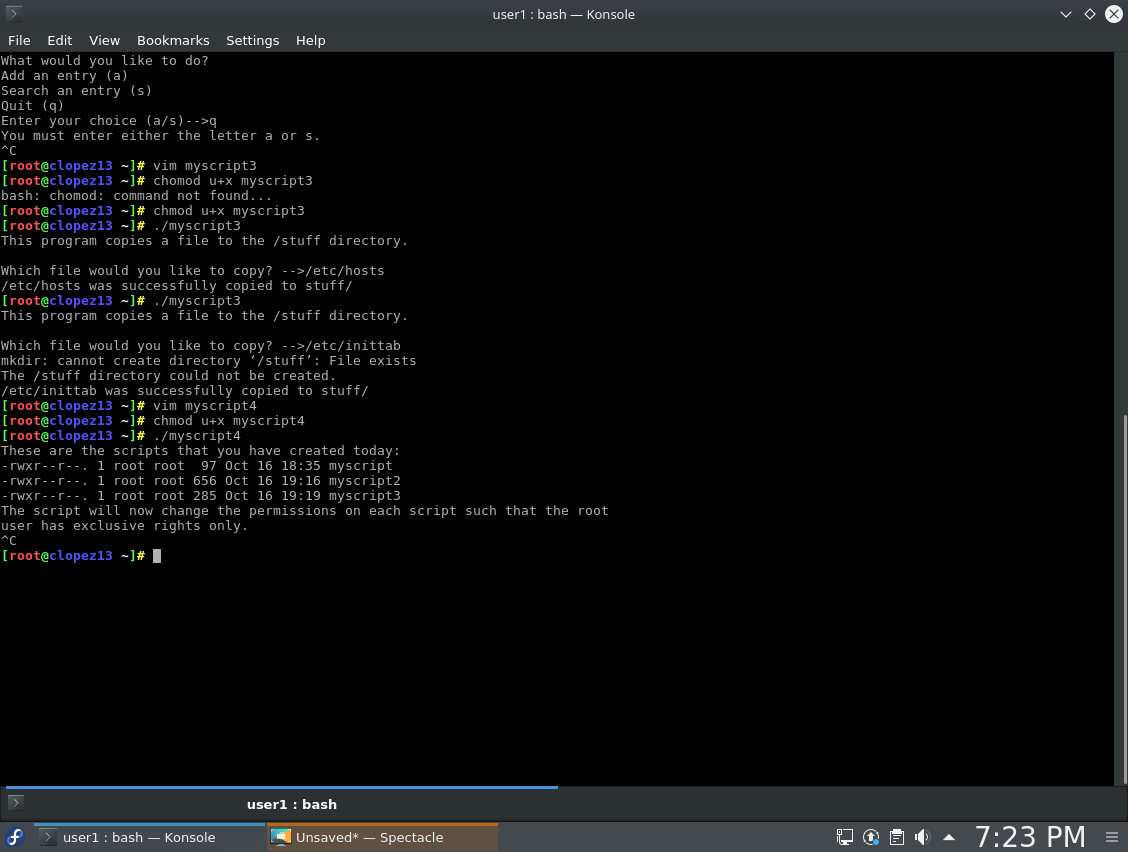 user1 : bash — Konsole
File Edit View Bookmarks Settings Help
What would you like to do?
Add an entry (a)
Search an entry (s)
Quit (q)
Enter your choice (a/s)-->q
You must enter either the letter a or s.
^C
[root@clopez13 ~]# vim myscript3
[root@clopez13 ~]# chomod u+x myscript3
bash: chomod: command not found...
[root@clopez13 ~]# chmod u+x myscript3
[root@clopez13 ~]# ./myscript3
This program copies a file to the /stuff directory.

Which file would you like to copy? -->/etc/hosts
/etc/hosts was successfully copied to stuff/
[root@clopez13 ~]# ./myscript3
This program copies a file to the /stuff directory.

Which file would you like to copy? -->/etc/inittab
mkdir: cannot create directory ‘/stuff’: File exists
The /stuff directory could not be created.
/etc/inittab was successfully copied to stuff/
[root@clopez13 ~]# vim myscript4
[root@clopez13 ~]# chmod u+x myscript4
[root@clopez13 ~]# ./myscript4
These are the scripts that you have created today:
-rwxr--r--. 1 root root  97 Oct 16 18:35 myscript
-rwxr--r--. 1 root root 656 Oct 16 19:16 myscript2
-rwxr--r--. 1 root root 285 Oct 16 19:19 myscript3
The script will now change the permissions on each script such that the root
user has exclusive rights only.
^C
[root@clopez13 ~]#
user1 : bash
user1 : bash — Konsole
Unsaved* — Spectacle
7:23 PM